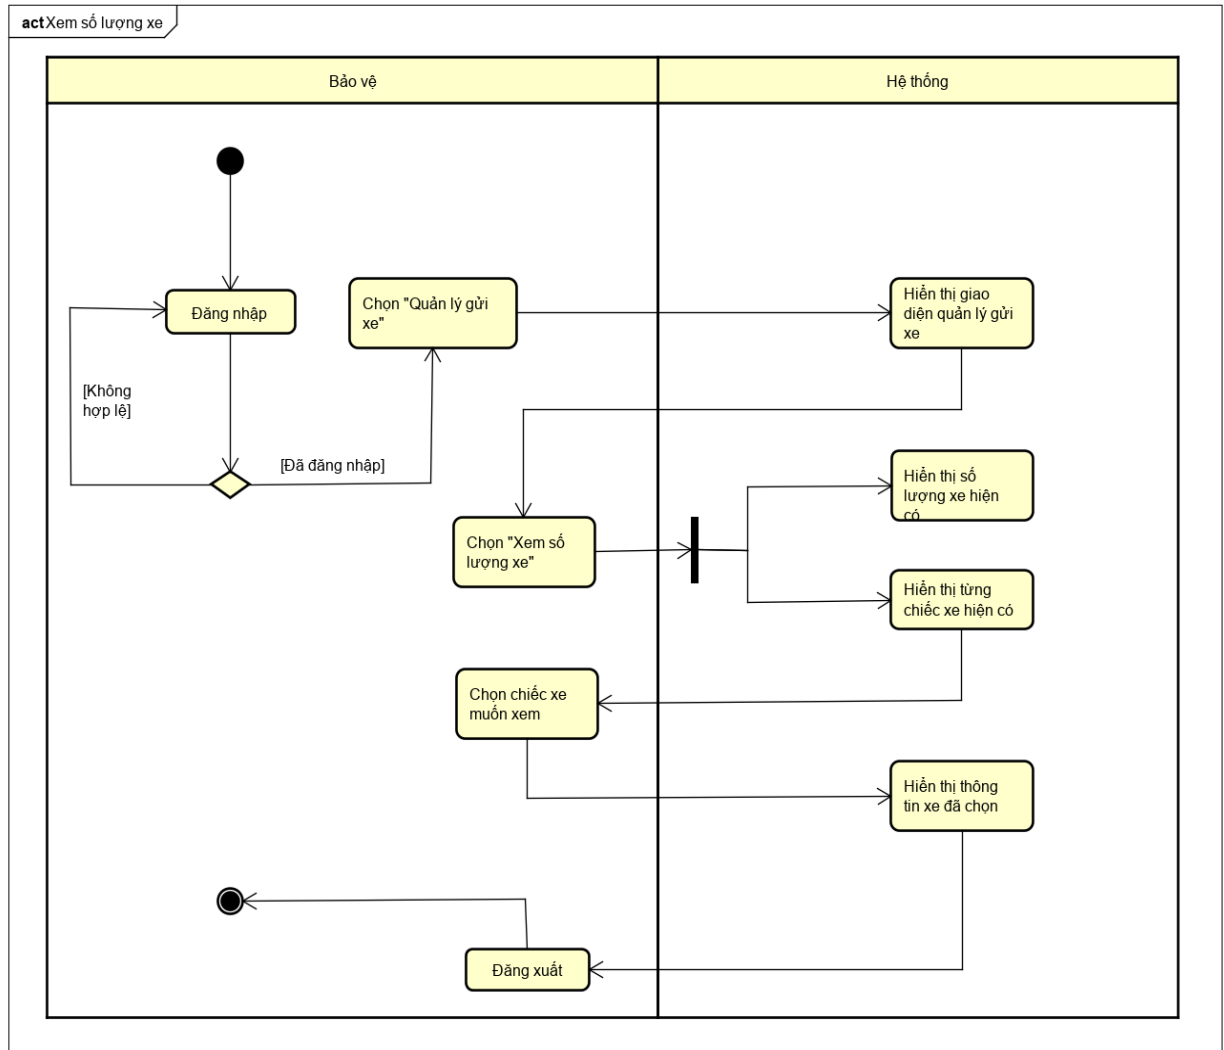 act Xem số lượng xe
Bảo vệ
Hệ thống
Đăng nhập
Chọn "Quản lý gửi
xe"
Hiển thị giao
diện quản lý gửi
xe
[Không
hợp lệ]
[Đã đăng nhập]
Hiển thị số
lượng xe hiện
có
Chọn "Xem số
lượng xe"
Hiển thị từng
chiếc xe hiện có
Chọn chiếc xe
muốn xem
Hiển thị thông
tin xe đã chọn
Đăng xuất